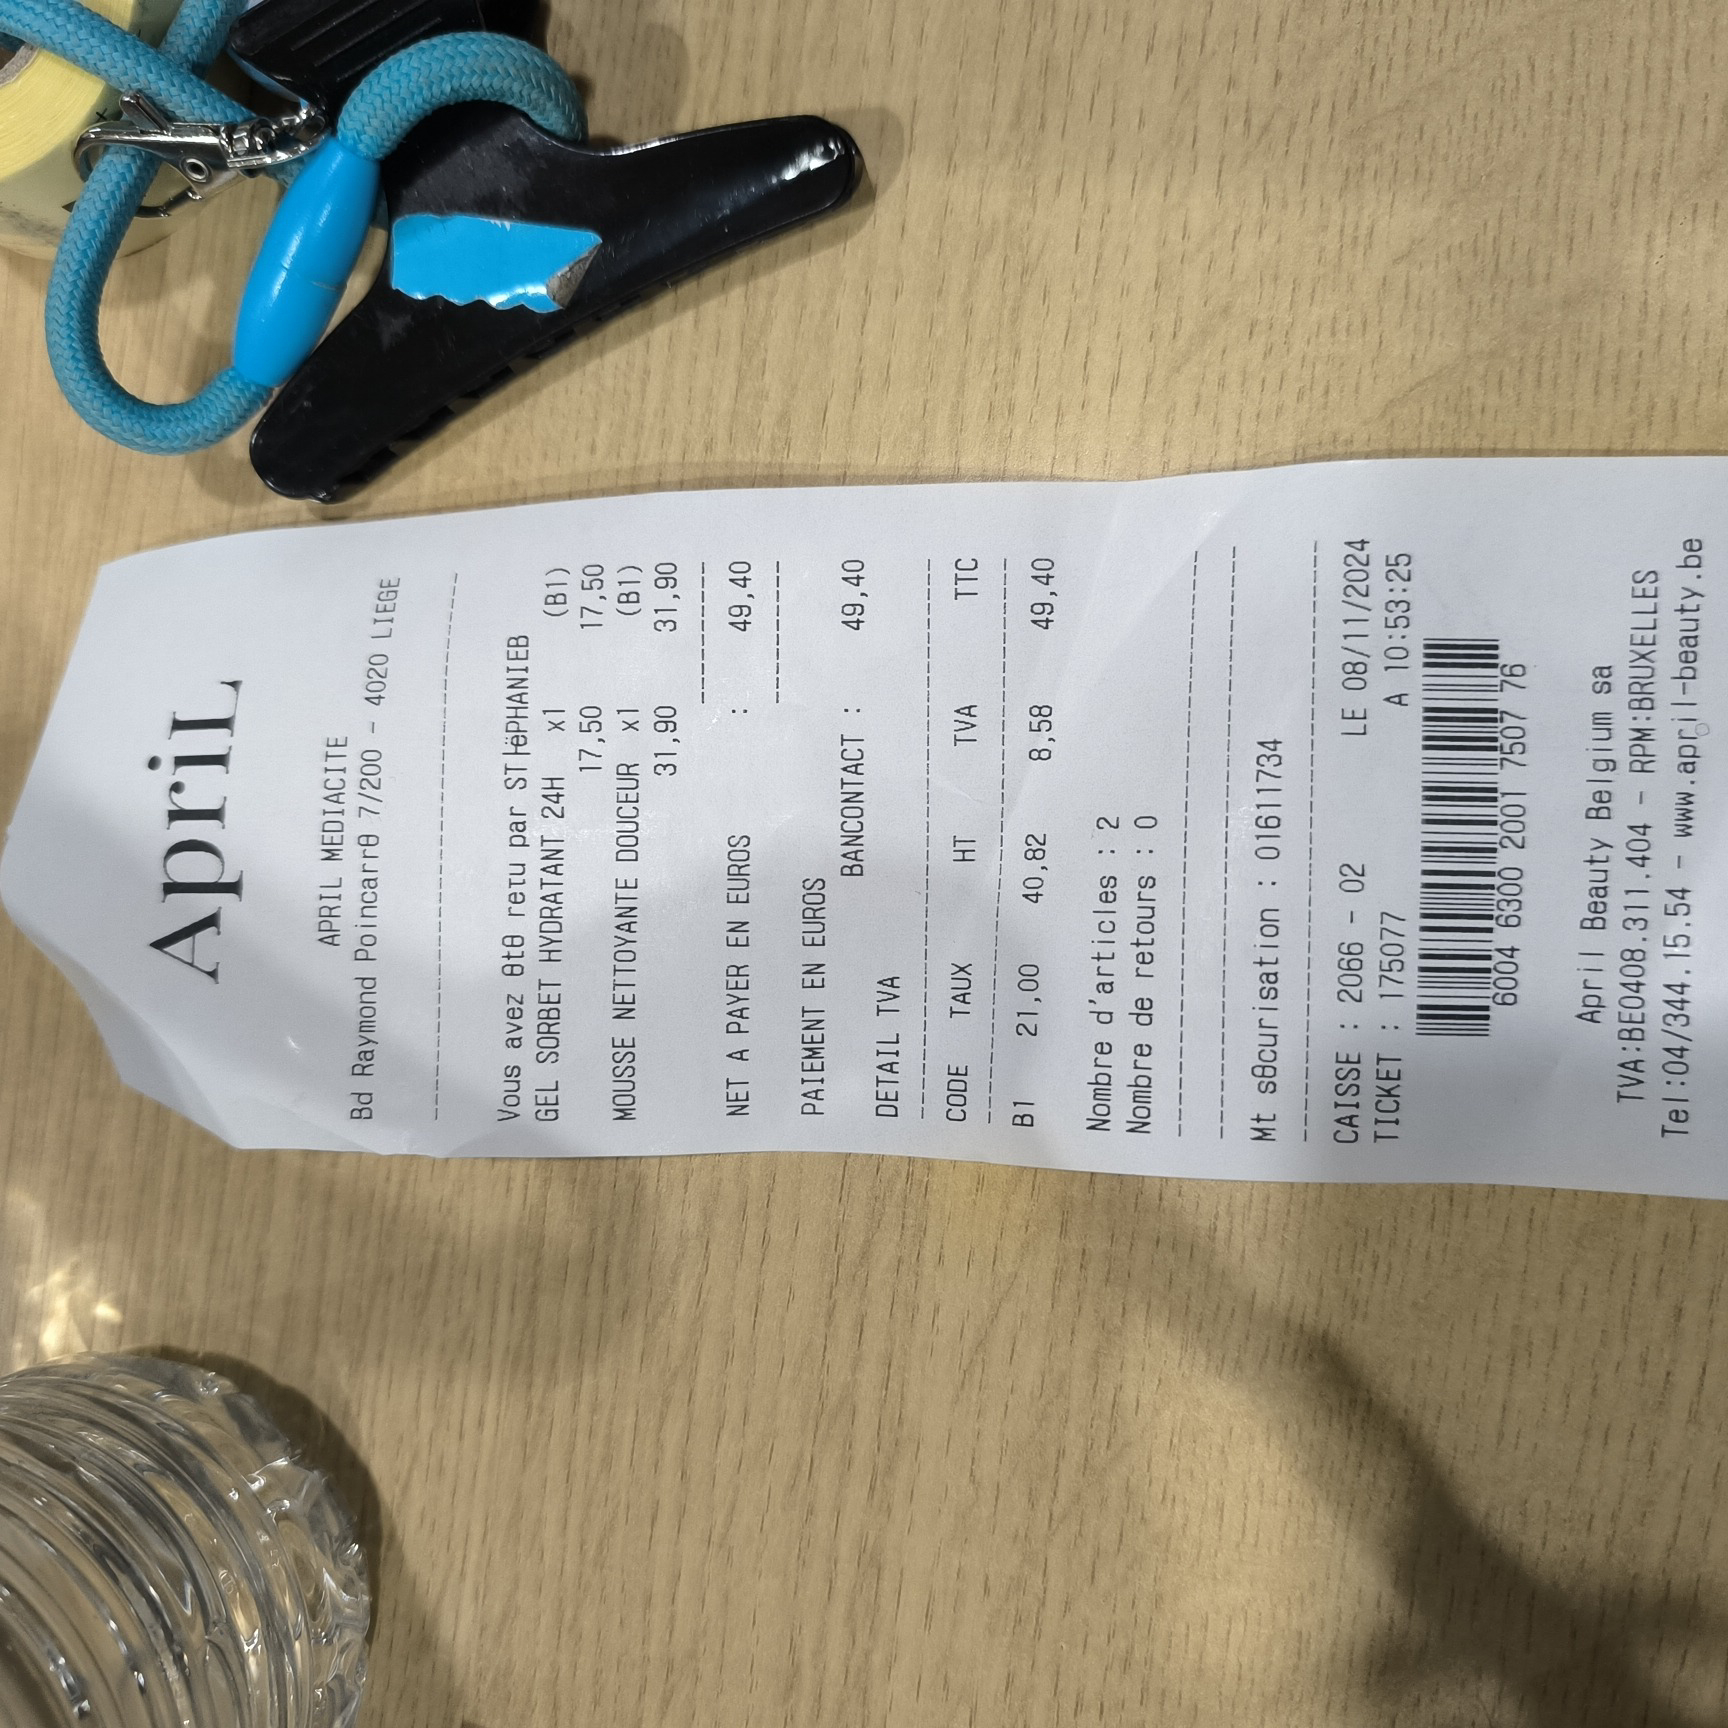 April
APRIL MEDIACITE
Bd Raymond Poincarrθ 7/200 - 4020 LIEGE
Vous avez θtθ retu par ST├ëPHANIEB
GEL SORBET HYDRATANT 24H x1 (B1)
17,50 17,50
MOUSSE NETTOYANTE DOUCEUR x1 (B1)
31,90 31,90
NET A PAYER EN EUROS : 49,40
PAIEMENT EN EUROS
BANCONTACT : 49,40
DETAIL TVA
CODE TAUX HT TVA TTC
B1 21,00 40,82 8,58 49,40
Nombre d'articles : 2
Nombre de retours : 0
Mt sθcurisation : 01611734
CAISSE : 2066 - 02 LE 08/11/2024
TICKET : 175077 A 10:53:25
6004 6300 2001 7507 76
April Beauty Belgium sa
TVA:BE0408.311.404 - RPM:BRUXELLES
Tel:04/344.15.54 - www.april-beauty.be